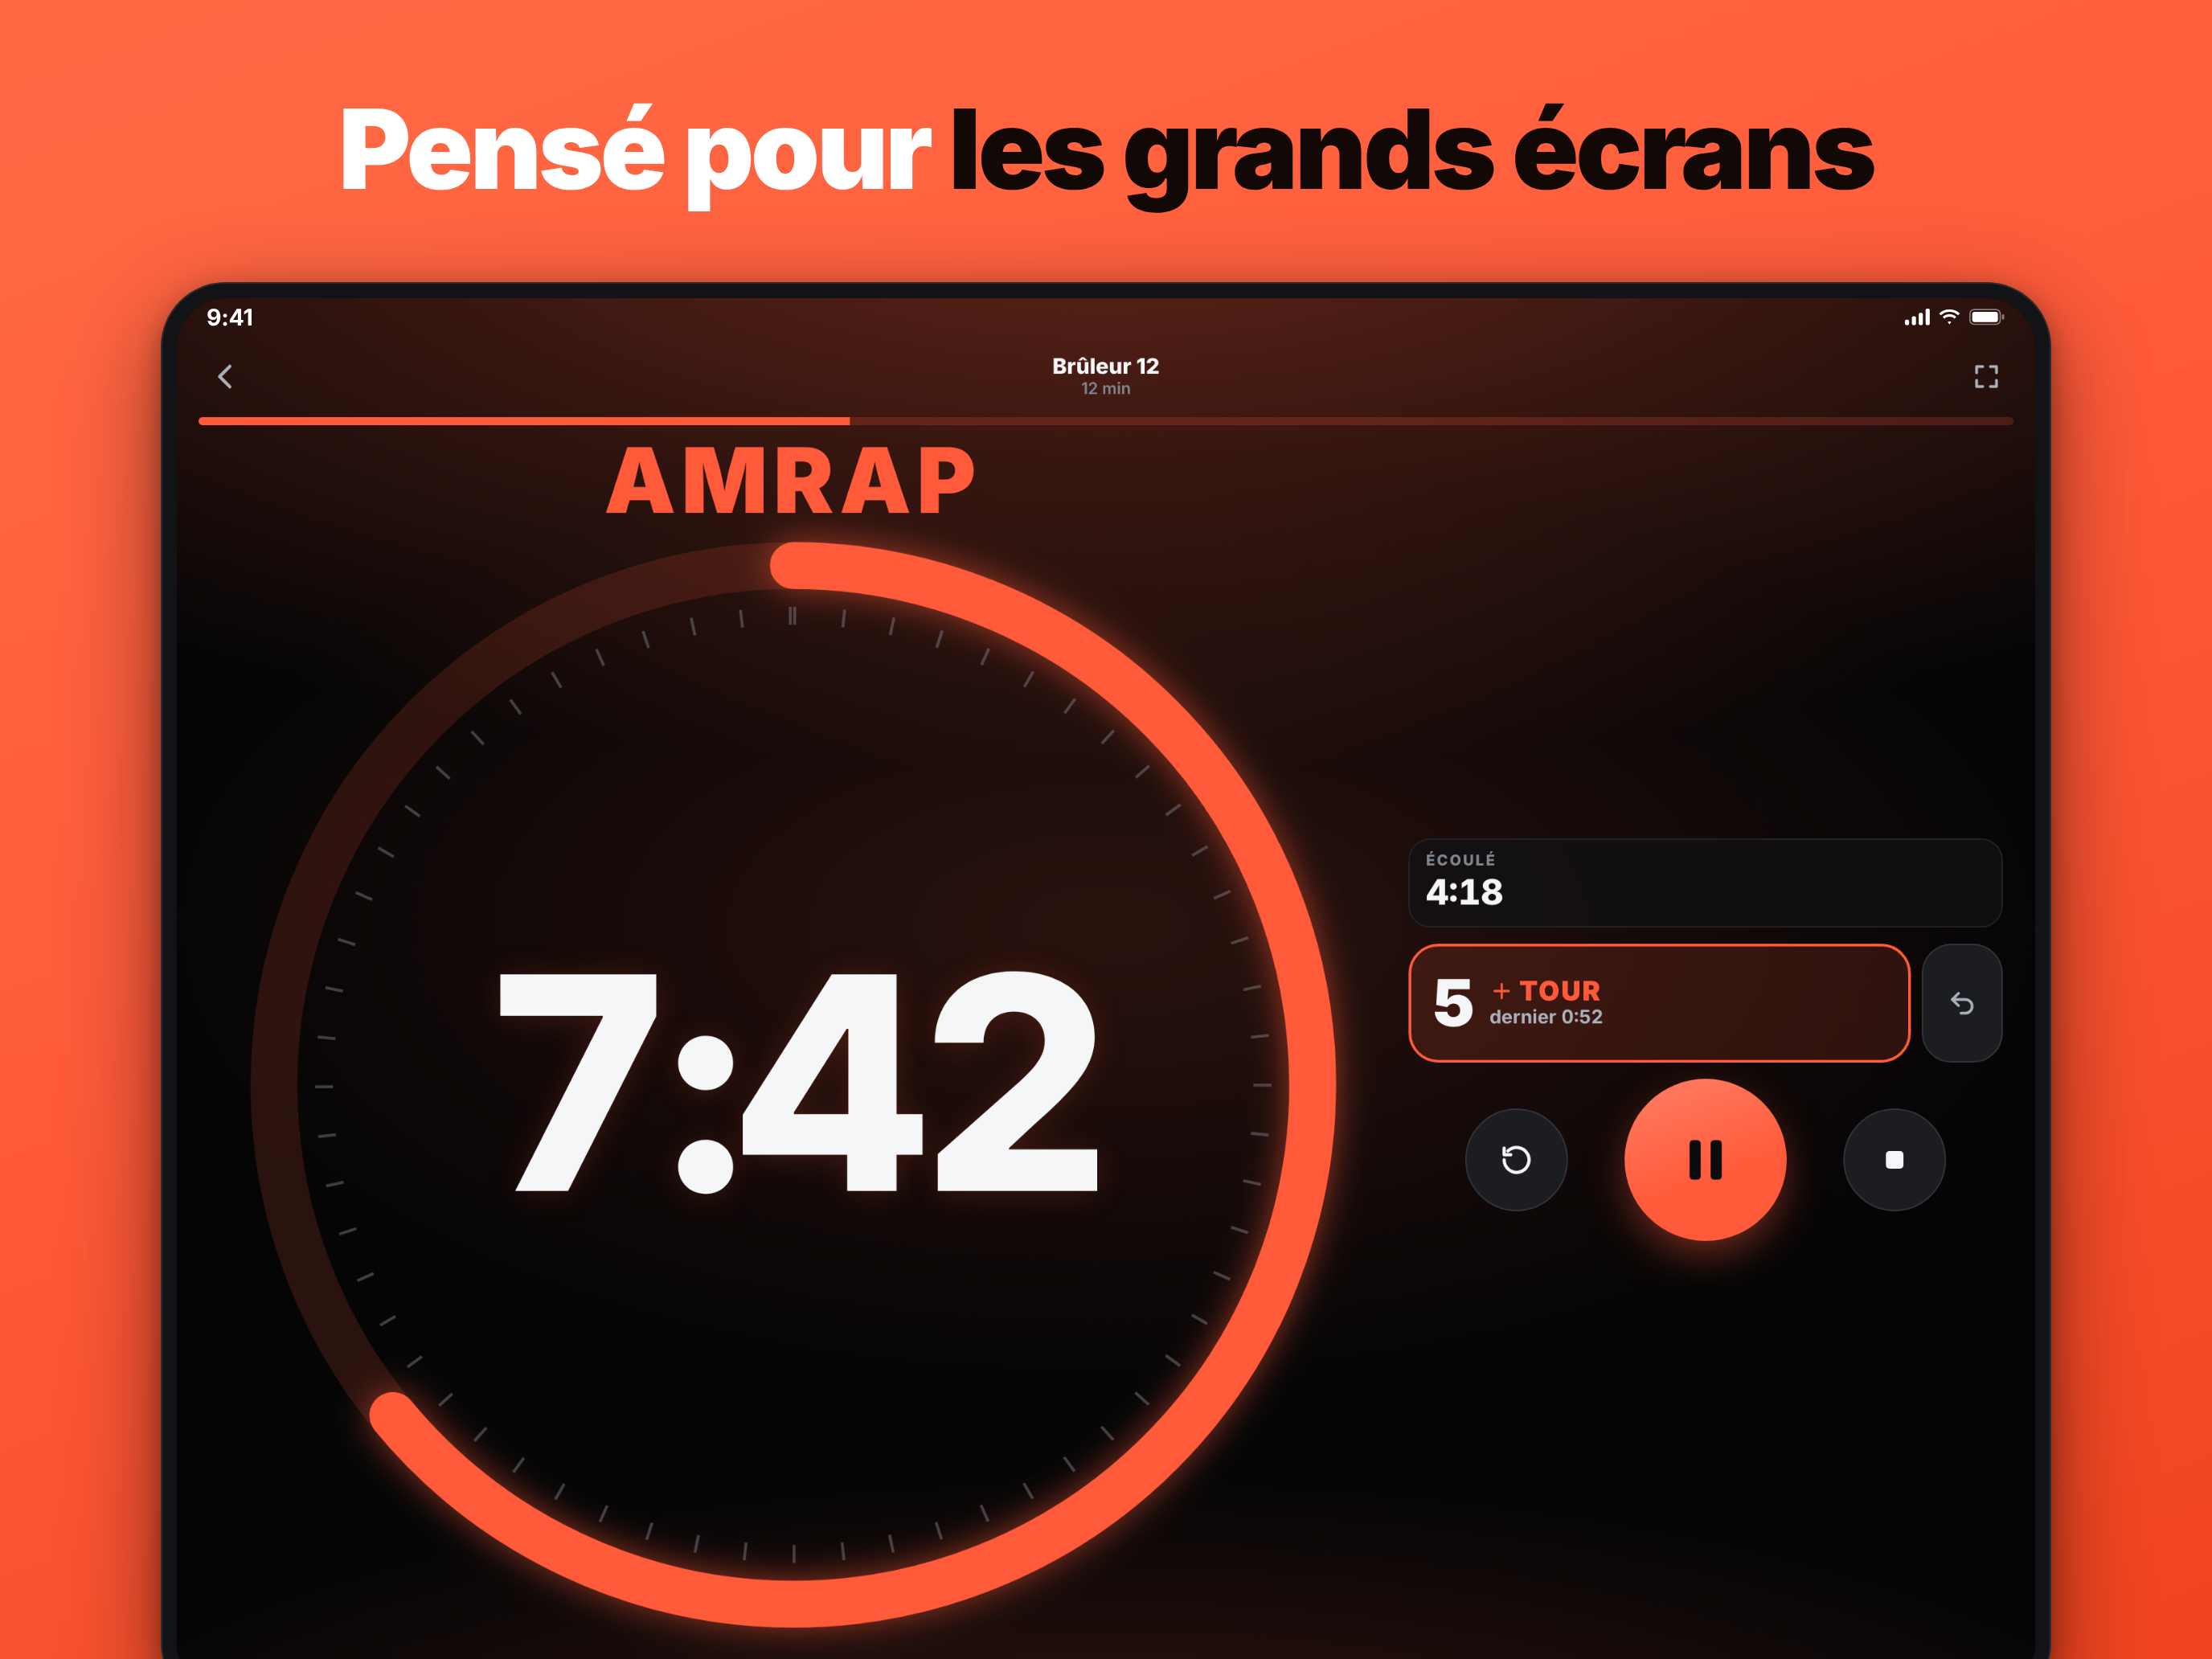 Pensé pour les grands écrans
9:41
Brûleur 12
12 min
AMRAP
7:42
ÉCOULÉ
4:18
5
+ TOUR
dernier 0:52